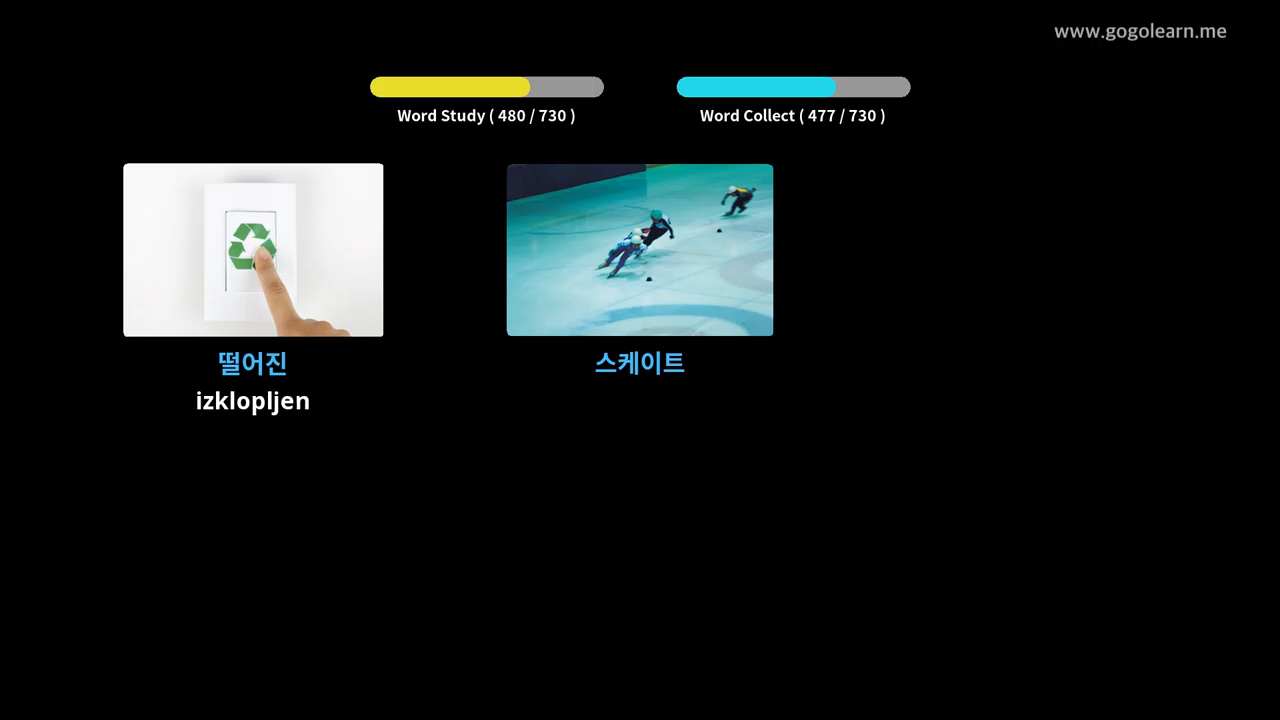 www.gogolearn.me
Word Study ( 480 / 730 )
Word Collect ( 477 / 730 )
떨어진
izklopljen
스케이트